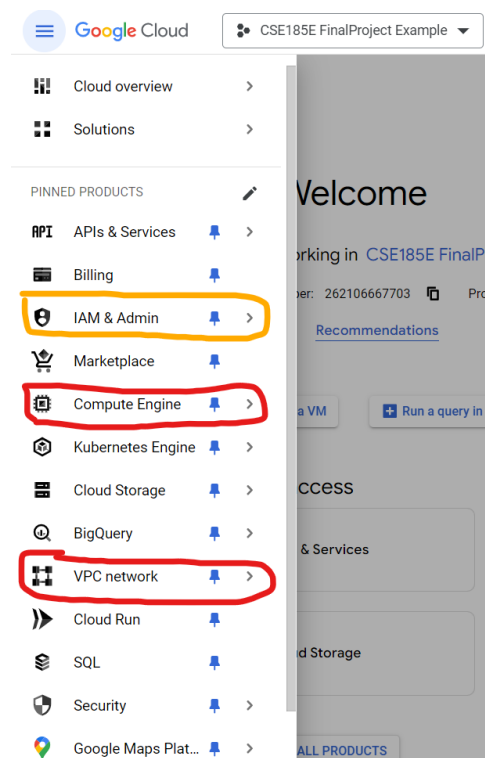 Google Cloud
CSE185E FinalProject Example
Cloud overview
Solutions
PINNED PRODUCTS
API APIs & Services
Billing
IAM & Admin
Marketplace
Compute Engine
Kubernetes Engine
Cloud Storage
BigQuery
VPC network
Cloud Run
SQL
Security
Google Maps Plat...
Welcome
orking in CSE185E FinalP
ber: 262106667703 Pro
Recommendations
a VM
Run a query in
ccess
& Services
d Storage
ALL PRODUCTS